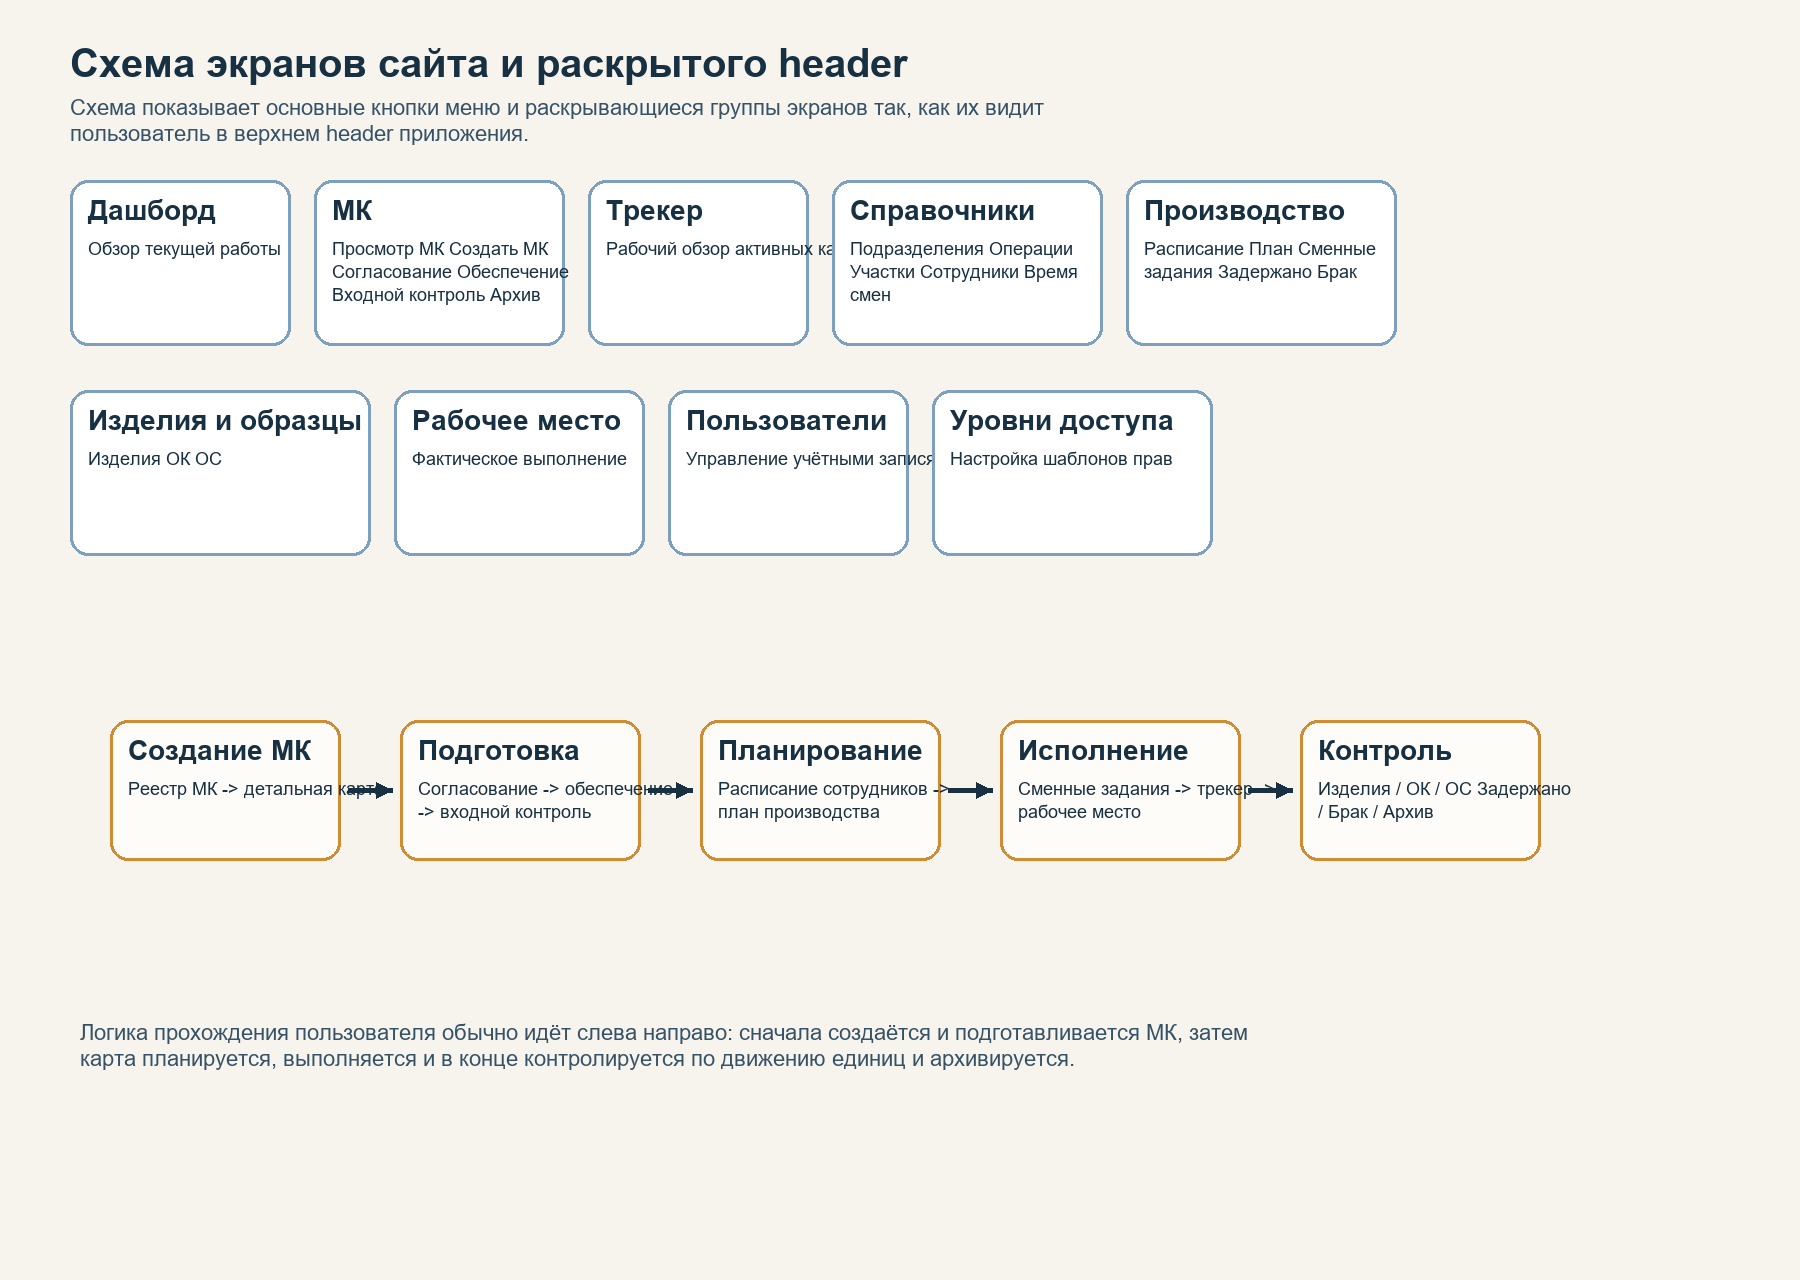 Схема экранов сайта и раскрытого header
Схема показывает основные кнопки меню и раскрывающиеся группы экранов так, как их видит
пользователь в верхнем header приложения.
Дашборд
Обзор текущей работы
МК
Просмотр МК Создать МК
Согласование Обеспечение
Входной контроль Архив
Трекер
Рабочий обзор активных
Справочники
Подразделения Операции
Участки Сотрудники Время
смен
Производство
Расписание План Сменные
задания Задержано Брак
Изделия и образцы
Изделия ОК ОС
Рабочее место
Фактическое выполнение
Пользователи
Управление учётными
Уровни доступа
Настройка шаблонов прав
Создание МК
Реестр МК -> детальная карта
Подготовка
Согласование -> обеспечение
-> входной контроль
Планирование
Расписание сотрудников ->
план производства
Исполнение
Сменные задания -> трекер ->
рабочее место
Контроль
Изделия / ОК / ОС Задержано
/ Брак / Архив
Логика прохождения пользователя обычно идёт слева направо: сначала создаётся и подготавливается МК, затем
карта планируется, выполняется и в конце контролируется по движению единиц и архивируется.